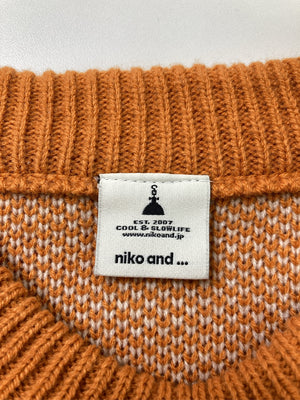 EST. 2007
COOL & SLOWLIFE
www.nikoand.jp
niko and ...